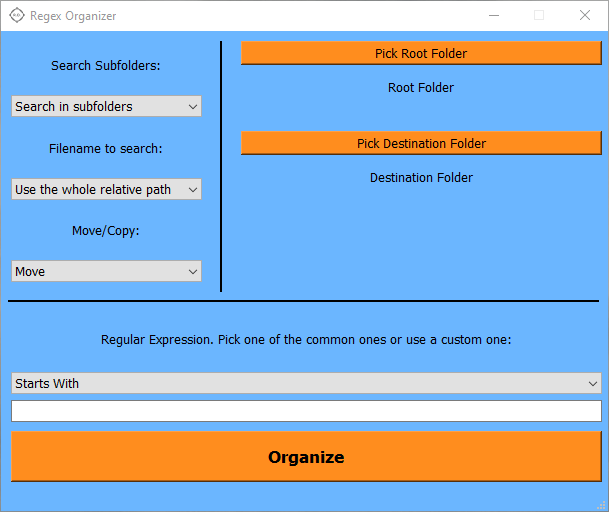 Regex Organizer
Search Subfolders:
Search in subfolders
Filename to search:
Use the whole relative path
Move/Copy:
Move
Pick Root Folder
Root Folder
Pick Destination Folder
Destination Folder
Regular Expression. Pick one of the common ones or use a custom one:
Starts With
Organize